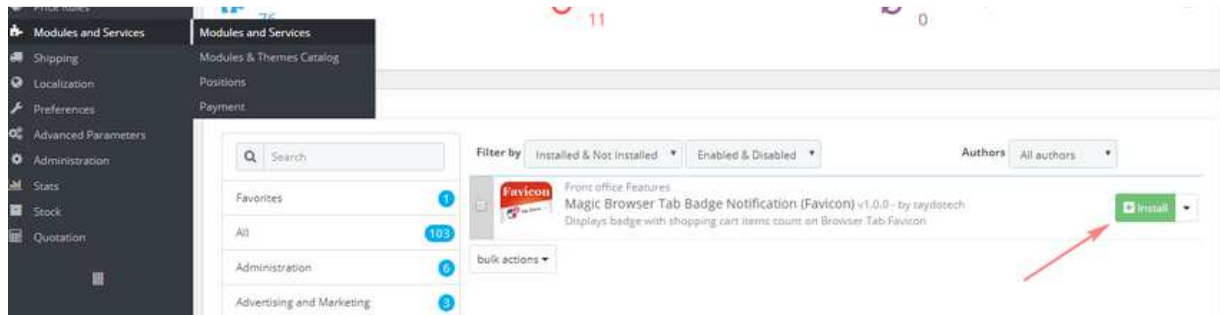 Price Rules
76
11
0
Modules and Services
Modules and Services
Shipping
Modules & Themes Catalog
Localization
Positions
Preferences
Payment
Advanced Parameters
Administration
Stats
Stock
Quotation
Search
Filter by Installed & Not Installed Enabled & Disabled Authors All authors
Favorites 1
All 103
Administration 6
Advertising and Marketing 3
Favicon
Front office Features
Magic Browser Tab Badge Notification (Favicon) v1.0.0 - by taydotech
Displays badge with shopping cart items count on Browser Tab Favicon
Install
bulk actions